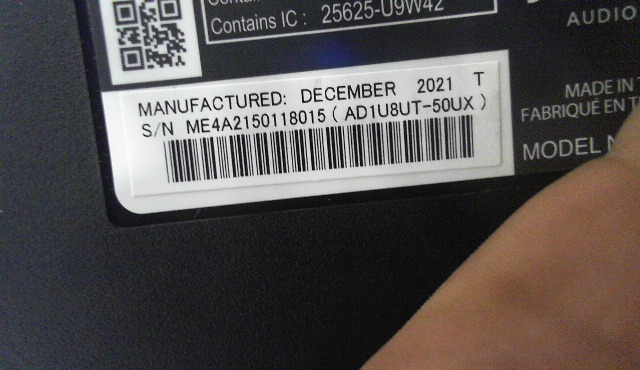 Contains IC : 25625-U9W42
AUDIO
MANUFACTURED: DECEMBER 2021 T
S/N ME4A2150118015 ( AD1U8UT-50UX )
MADE IN
FABRIQUÉ EN T
MODEL N